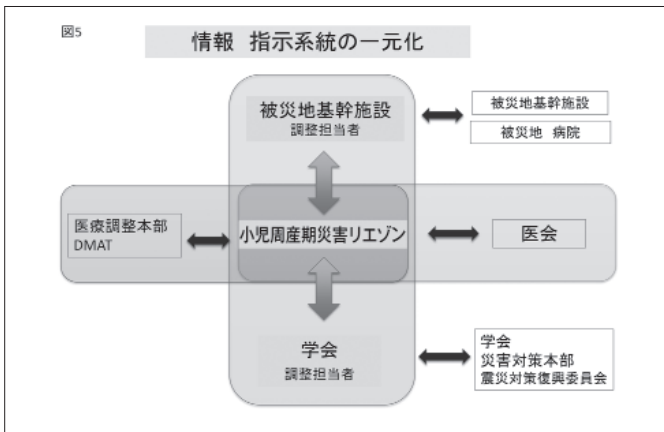 図5
情報 指示系統の一元化
被災地基幹施設
調整担当者
被災地基幹施設
被災地 病院
医療調整本部
DMAT
小児周産期災害リエゾン
医会
学会
調整担当者
学会
災害対策本部
震災対策復興委員会